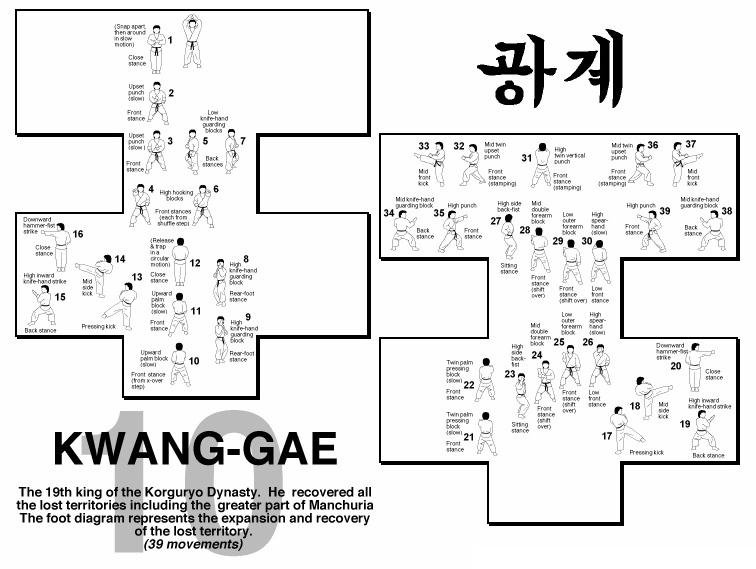 (Snap apart,
then around
in slow
motion)
1
Close
stance
Upset
punch
(slow)
2
Front
stance
Low
knife-hand
guarding
blocks
Upset
punch
(slow)
3
5
7
Front
stance
Back
stances
4
High hooking
blocks
6
Front stances
(each from
shuffle step)
Downward
hammer-fist
strike
16
Close
stance
14
Mid
side
kick
13
High inward
knife-hand strike
15
Pressing kick
Back stance
(Release
& trap
in a
circular
motion)
12
Close
stance
8
High
knife-hand
guarding
block
Rear-foot
stance
Upward
palm
block
(slow)
11
Front
stance
9
High
knife-hand
guarding
block
Rear-foot
stance
Upward
palm block
(slow)
10
Front stance
(from x-over
step)
10
KWANG-GAE
The 19th king of the Korguryo Dynasty. He recovered all
the lost territories including the greater part of Manchuria
The foot diagram represents the expansion and recovery
of the lost territory.
(39 movements)
광개
33
32
Mid twin
upset
punch
31
High
twin vertical
punch
Mid twin
upset
punch
36
37
Mid
front
kick
Front
stance
(stamping)
Front
stance
(stamping)
Front
stance
(stamping)
Mid
front
kick
Mid knife-hand
guarding block
34
Back
stance
35
High punch
Front
stance
High side
back-fist
27
Sitting
stance
Mid
double
forearm
block
28
Front
stance
(shift
over)
Low
outer
forearm
block
29
Front
stance
(shift over)
High
spear-
hand
(slow)
30
Low
front
stance
High punch
39
Front
stance
Mid knife-hand
guarding block
38
Back
stance
Twin palm
pressing
block
(slow)
22
Front
stance
High
side
back-
fist
23
Sitting
stance
Mid
double
forearm
block
24
Front
stance
(shift
over)
Low
outer
forearm
block
25
Front
stance
(shift
over)
High
spear-
hand
(slow)
26
Low
front
stance
Downward
hammer-fist
strike
20
Close
stance
Twin palm
pressing
block
(slow)
21
Front
stance
18
Mid
side
kick
High inward
knife-hand strike
19
17
Pressing kick
Back stance